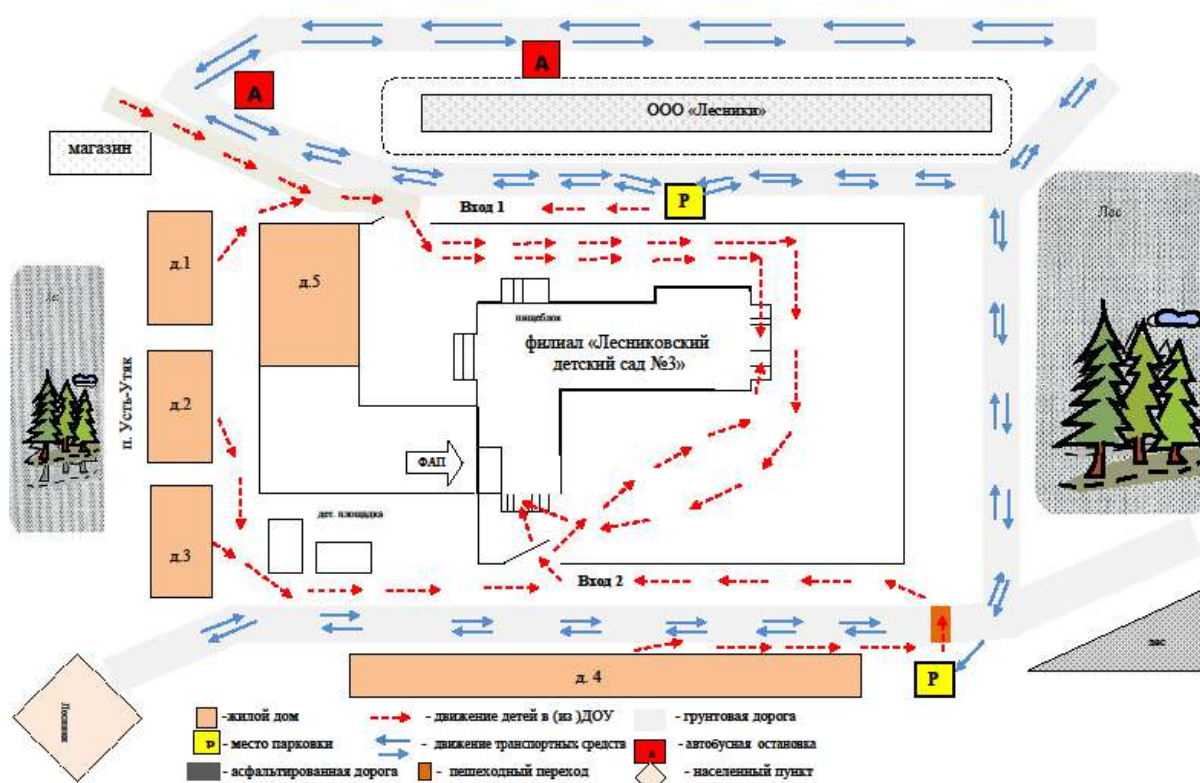 А
А
ООО «Лесники»
магазин
Вход 1
Р
Лес
д.1
д.5
Лес
пищеблок
филиал «Лесниковский
детский сад №3»
п. Усть-Утяк
д.2
ФАП
дет. площадка
д.3
Вход 2
лес
д. 4
Р
Лесники
-жилой дом
- движение детей в (из )ДОУ
- грунтовая дорога
Р
- место парковки
- движение транспортных средств
А
- автобусная остановка
- асфальтированная дорога
- пешеходный переход
- населенный пункт